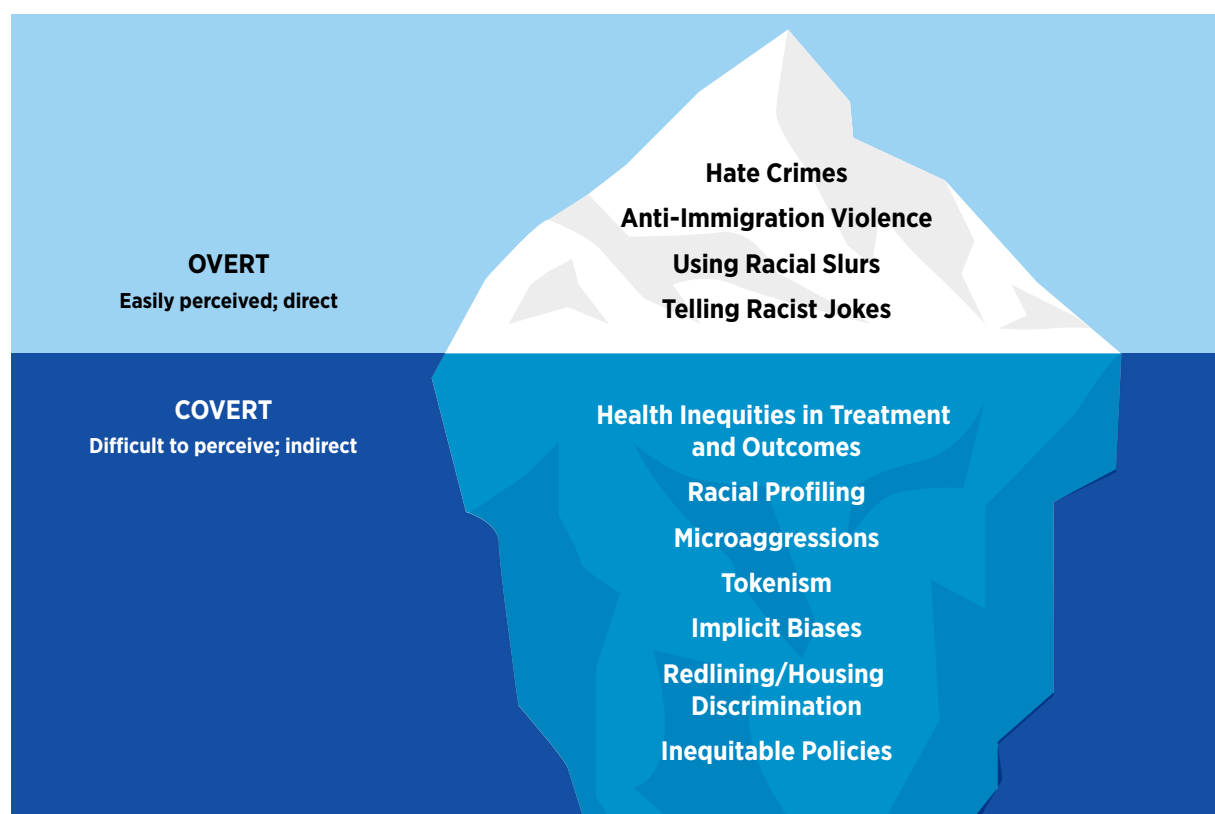 Hate Crimes
Anti-Immigration Violence
OVERT
Easily perceived; direct
Using Racial Slurs
Telling Racist Jokes
COVERT
Difficult to perceive; indirect
Health Inequities in Treatment
and Outcomes
Racial Profiling
Microaggressions
Tokenism
Implicit Biases
Redlining/Housing
Discrimination
Inequitable Policies